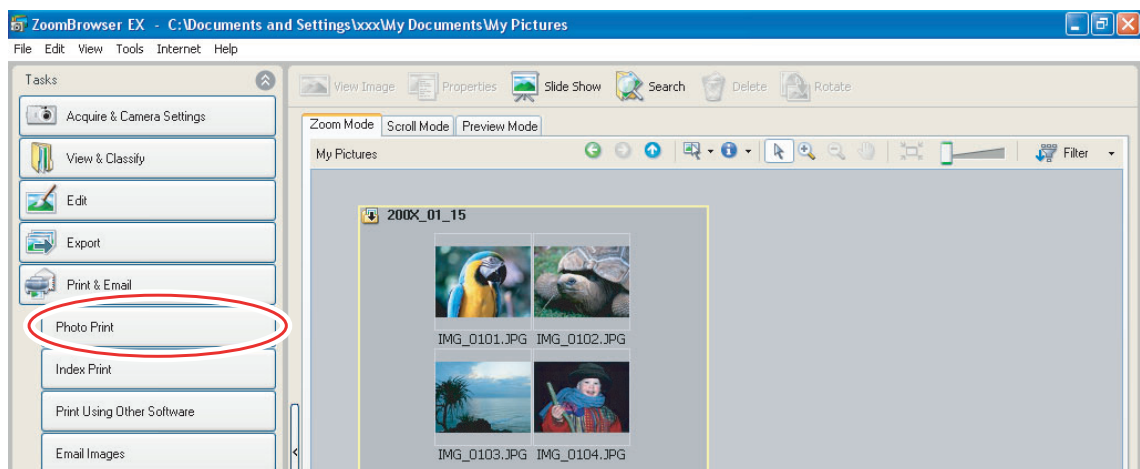 ZoomBrowser EX - C:\Documents and Settings\xxx\My Documents\My Pictures
File Edit View Tools Internet Help
Tasks
View Image Properties Slide Show Search Delete Rotate
Acquire & Camera Settings
Zoom Mode Scroll Mode Preview Mode
View & Classify
My Pictures
Filter
Edit
200X_01_15
Export
Print & Email
Photo Print
IMG_0101.JPG IMG_0102.JPG
Index Print
Print Using Other Software
Email Images
IMG_0103.JPG IMG_0104.JPG